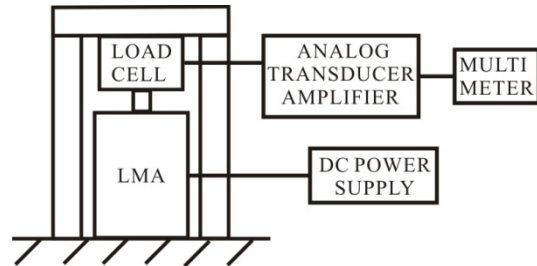 LOAD
CELL
ANALOG
TRANSDUCER
AMPLIFIER
MULTI
METER
LMA
DC POWER
SUPPLY